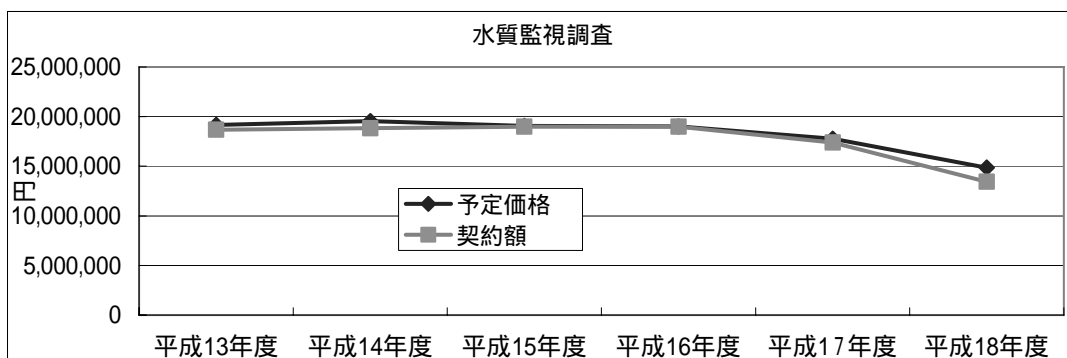 水質監視調査
25,000,000
20,000,000
15,000,000
10,000,000
5,000,000
0
円
予定価格
契約額
平成13年度 平成14年度 平成15年度 平成16年度 平成17年度 平成18年度